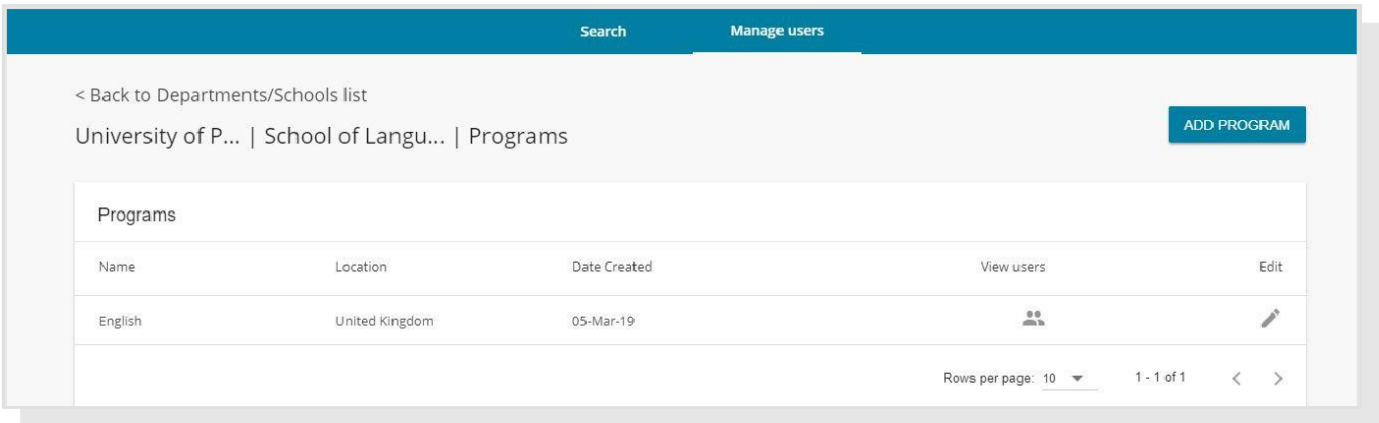 Search Manage users
< Back to Departments/Schools list
University of P... | School of Langu... | Programs
ADD PROGRAM
Programs
Name Location Date Created View users Edit
English United Kingdom 05-Mar-19
Rows per page: 10 1 - 1 of 1 < >